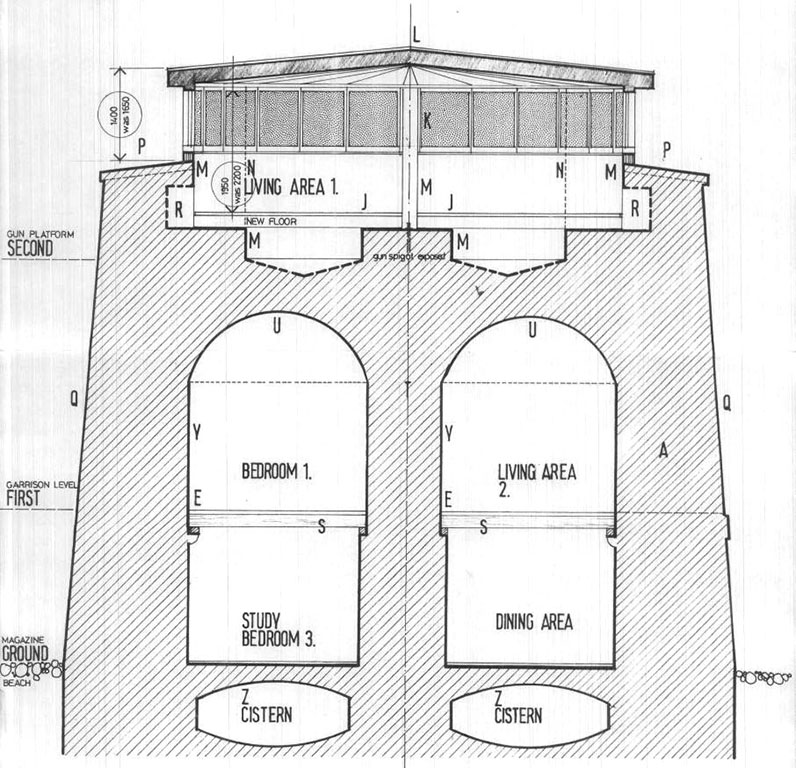 L
1400
was 1650
P
K
P
M
N
N
M
1950
was 2200
LIVING AREA 1.
J
M
J
R
R
NEW FLOOR
GUN PLATFORM
SECOND
M
M
gun spigot exposed
U
U
Q
Q
Y
Y
A
BEDROOM 1.
LIVING AREA
2.
GARRISON LEVEL
FIRST
E
E
S
S
STUDY
BEDROOM 3.
DINING AREA
MAGAZINE
GROUND
BEACH
Z
CISTERN
Z
CISTERN